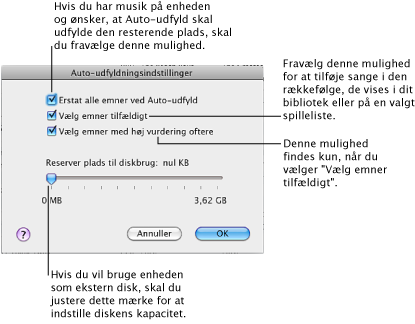 Hvis du har musik på enheden
og ønsker, at Auto-udfyld skal
udfylde den resterende plads, skal
du fravælge denne mulighed.
Auto-udfyldningsindstillinger
Erstat alle emner ved Auto-udfyld
Vælg emner tilfældigt
Vælg emner med høj vurdering oftere
Fravælg denne mulighed
for at tilføje sange i den
rækkefølge, de vises i dit
bibliotek eller på en valgt
spilleliste.
Denne mulighed
findes kun, når du
vælger "Vælg emne
tilfældigt".
Reserver plads til diskbrug: nul KB
0 MB
3,62 GB
?
Annuller
OK
Hvis du vil bruge enheden
som ekstern disk, skal du
justere dette mærke for at
indstille diskens kapacitet.